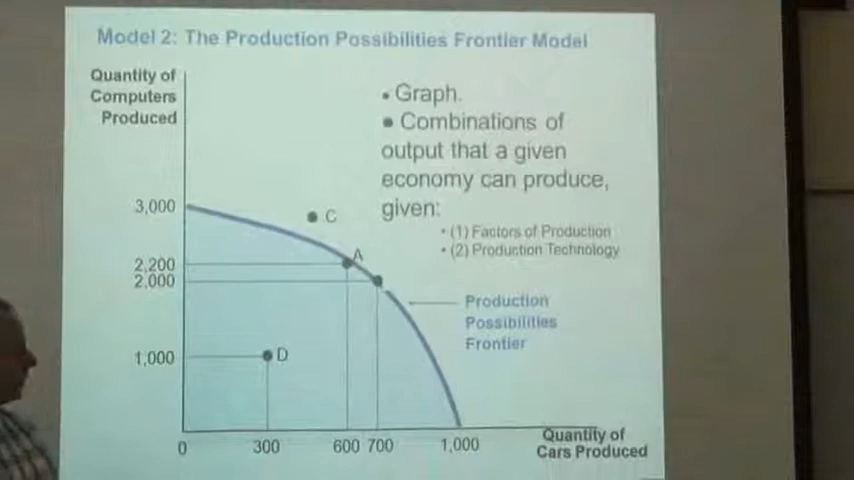 Model 2: The Production Possibilities Frontier Model
Quantity of
Computers
Produced
• Graph.
• Combinations of
output that a given
economy can produce,
given:
• (1) Factors of Production
• (2) Production Technology
3,000
C
A
2,200
2,000
Production
Possibilities
Frontier
1,000
D
0
300
600
700
1,000
Quantity of
Cars Produced